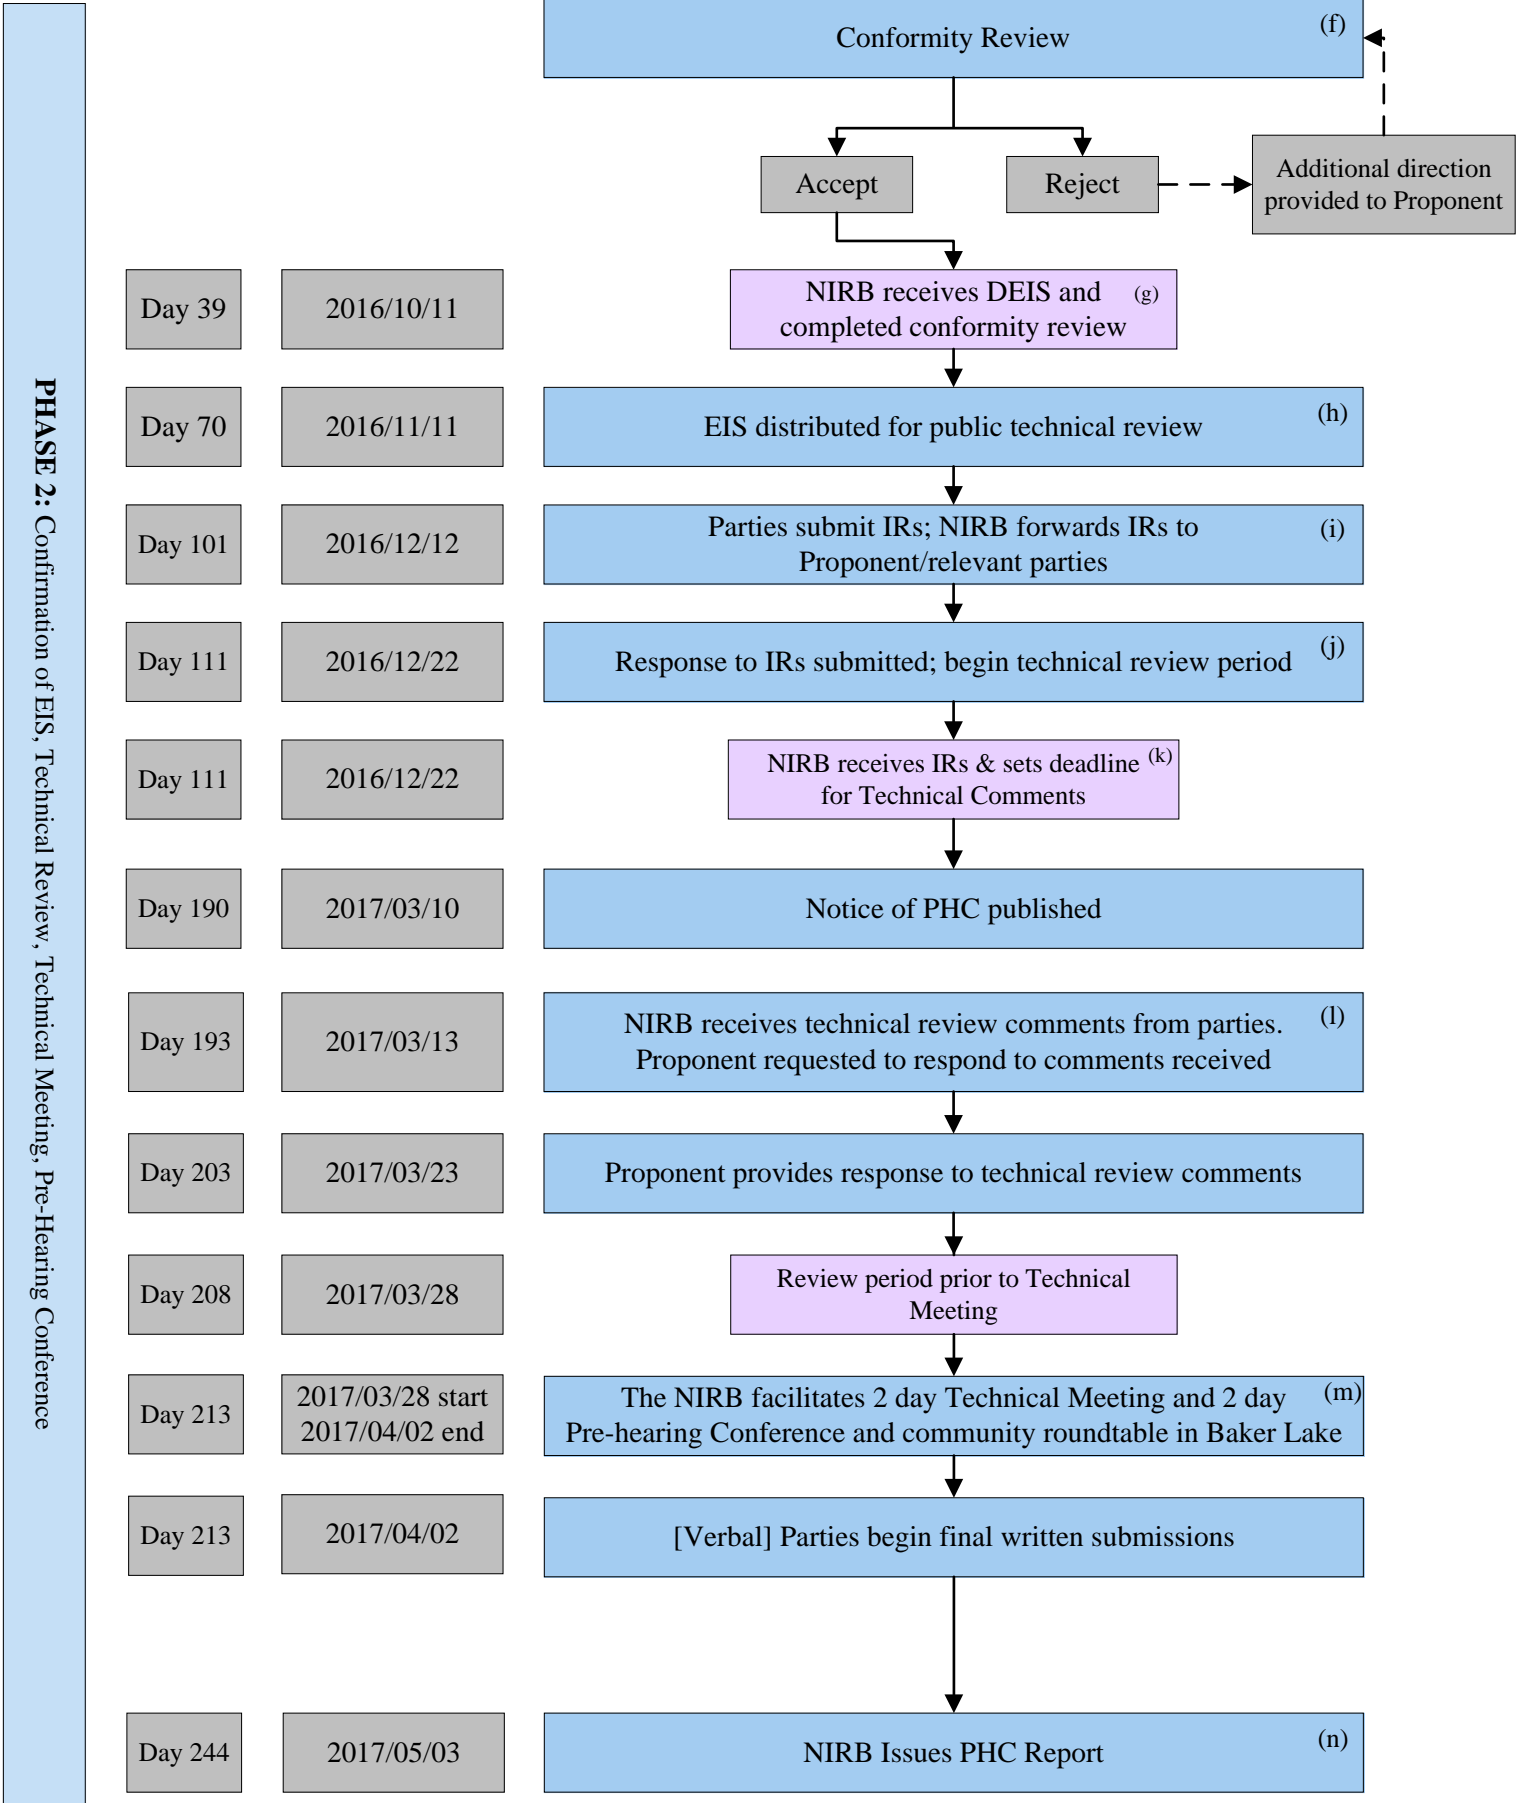 PHASE 2: Confirmation of EIS, Technical Review, Technical Meeting, Pre-Hearing Conference
Conformity Review
(f)
Accept
Reject
Additional direction
provided to Proponent
Day 39
2016/10/11
NIRB receives DEIS and
completed conformity review
(g)
Day 70
2016/11/11
EIS distributed for public technical review
(h)
Day 101
2016/12/12
Parties submit IRs; NIRB forwards IRs to
Proponent/relevant parties
(i)
Day 111
2016/12/22
Response to IRs submitted; begin technical review period
(j)
Day 111
2016/12/22
NIRB receives IRs & sets deadline
for Technical Comments
(k)
Day 190
2017/03/10
Notice of PHC published
Day 193
2017/03/13
NIRB receives technical review comments from parties.
Proponent requested to respond to comments received
(l)
Day 203
2017/03/23
Proponent provides response to technical review comments
Day 208
2017/03/28
Review period prior to Technical
Meeting
Day 213
2017/03/28 start
2017/04/02 end
The NIRB facilitates 2 day Technical Meeting and 2 day
Pre-hearing Conference and community roundtable in Baker Lake
(m)
Day 213
2017/04/02
[Verbal] Parties begin final written submissions
Day 244
2017/05/03
NIRB Issues PHC Report
(n)